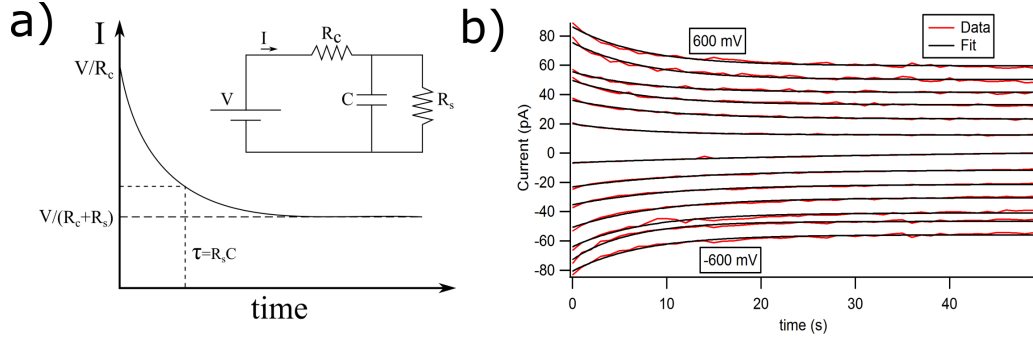 a)
I
V/Rc
V/(Rc+Rs)
τ=RsC
time
I
Rc
V
C
Rs
b)
Current (pA)
80
60
40
20
0
-20
-40
-60
-80
600 mV
-600 mV
Data
Fit
0
10
20
30
40
time (s)